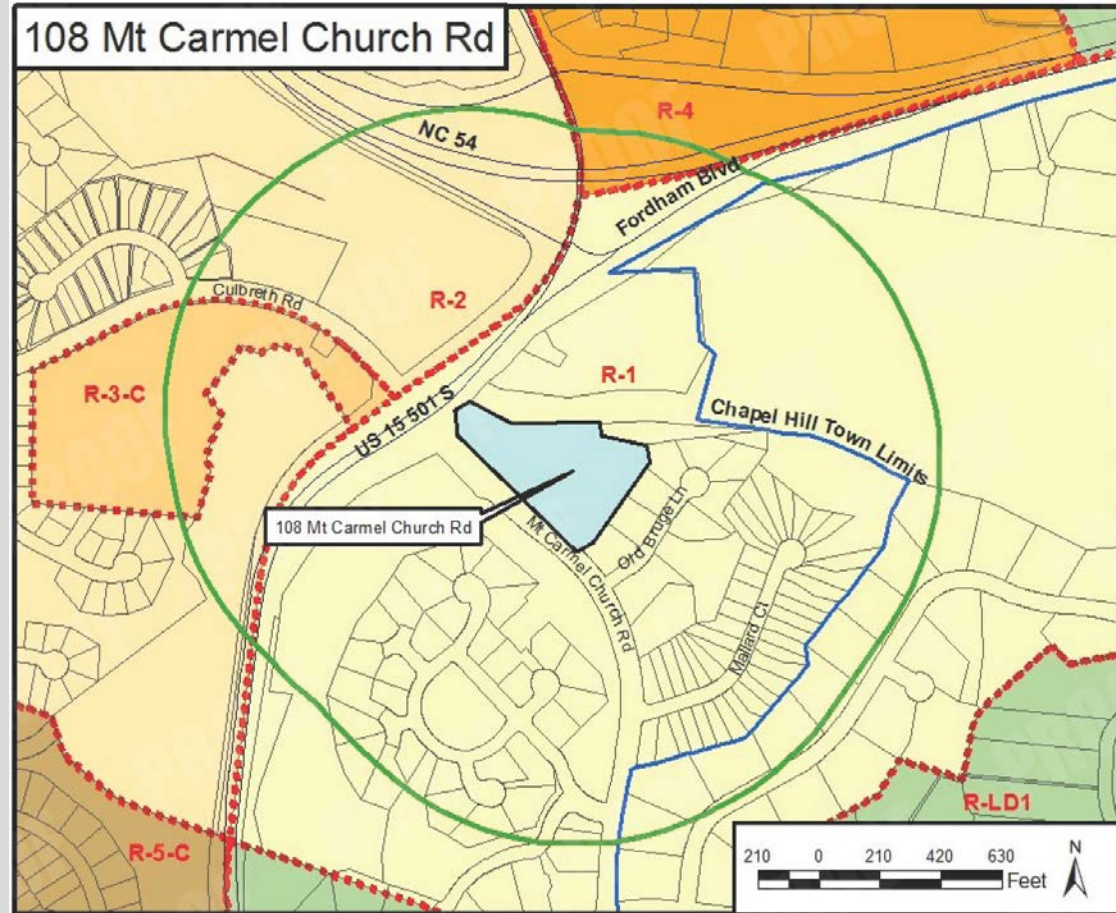 108 Mt Carmel Church Rd
R-4
NC 54
Fordham Blvd
Culbreth Rd
R-2
R-3-C
R-1
US 15 501 S
Chapel Hill Town Limits
108 Mt Carmel Church Rd
Mt Carmel Church Rd
Ord Bruge Ln
Mallard Ct
R-LD1
R-5-C
210 0 210 420 630
Feet
N